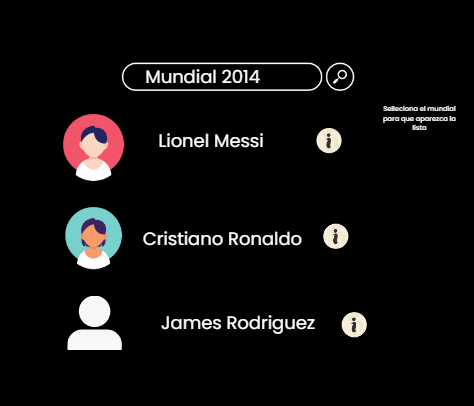 Mundial 2014
Selleciona el mundial
para que aparezca la
lista
Lionel Messi
i
Cristiano Ronaldo
i
James Rodriguez
i